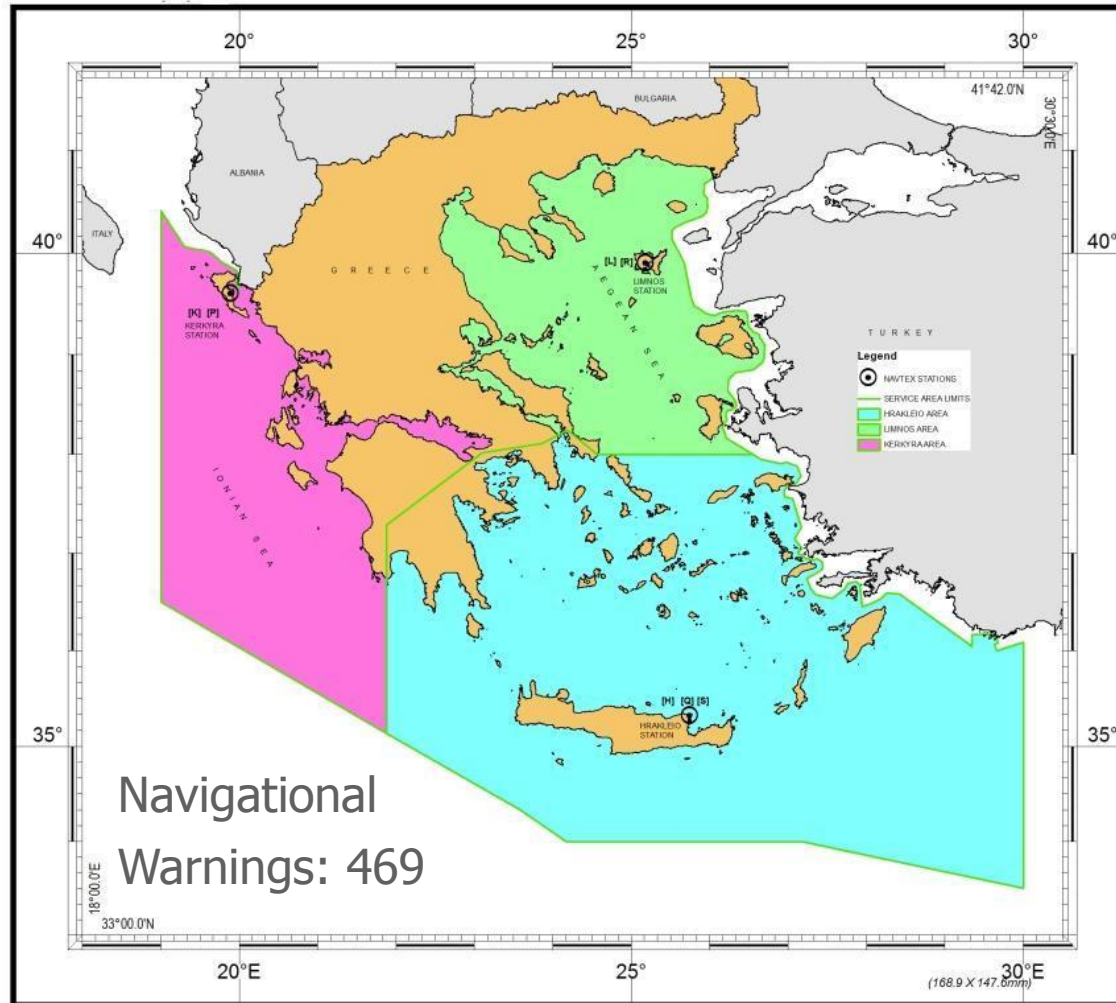 20°
25°
30°
41°42.0'N
30°30.0'E
BULGARIA
ALBANIA
ITALY
40°
40°
GREECE
[L] [R]
LIMNOS
STATION
AEGEAN SEA
[K] [P]
KERKYRA
STATION
TURKEY
Legend
NAVTEX STATIONS
SERVICE AREA LIMITS
HRAKLEIO AREA
LIMNOS AREA
KERKYRA AREA
IONIAN SEA
[H] [Q] [S]
HRAKLEIO
STATION
35°
35°
Navigational
Warnings: 469
18°00.0'E
33°00.0'N
20°E
25°E
30°E
(168.9 X 147.6mm)